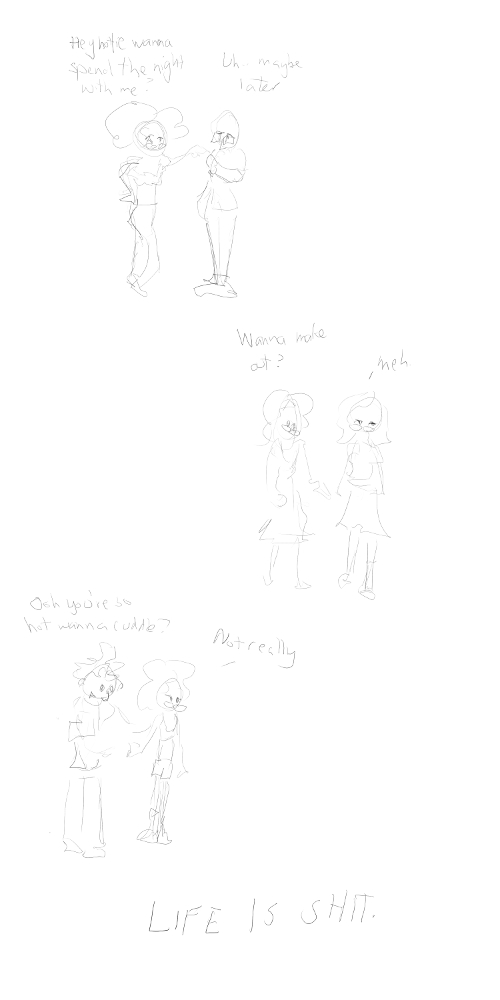 Hey hotie wanna
spend the night
with me?
Uh.. maybe
later
Wanna make
out?
meh
Ooh you're so
hot wanna cuddle?
Not really
LIFE IS SHIT.